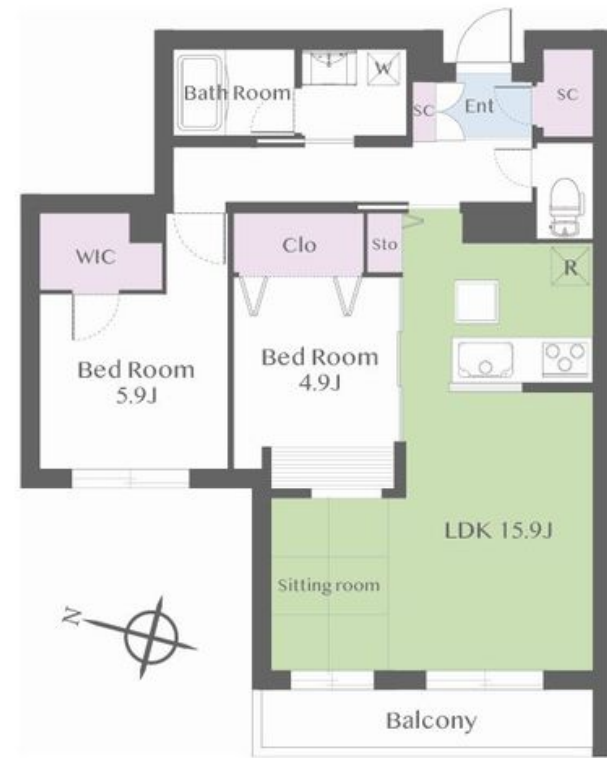 Bath Room
W
SC
Ent
SC
WIC
Clo
Sto
R
Bed Room
5.9J
Bed Room
4.9J
LDK 15.9J
Sitting room
N
Balcony